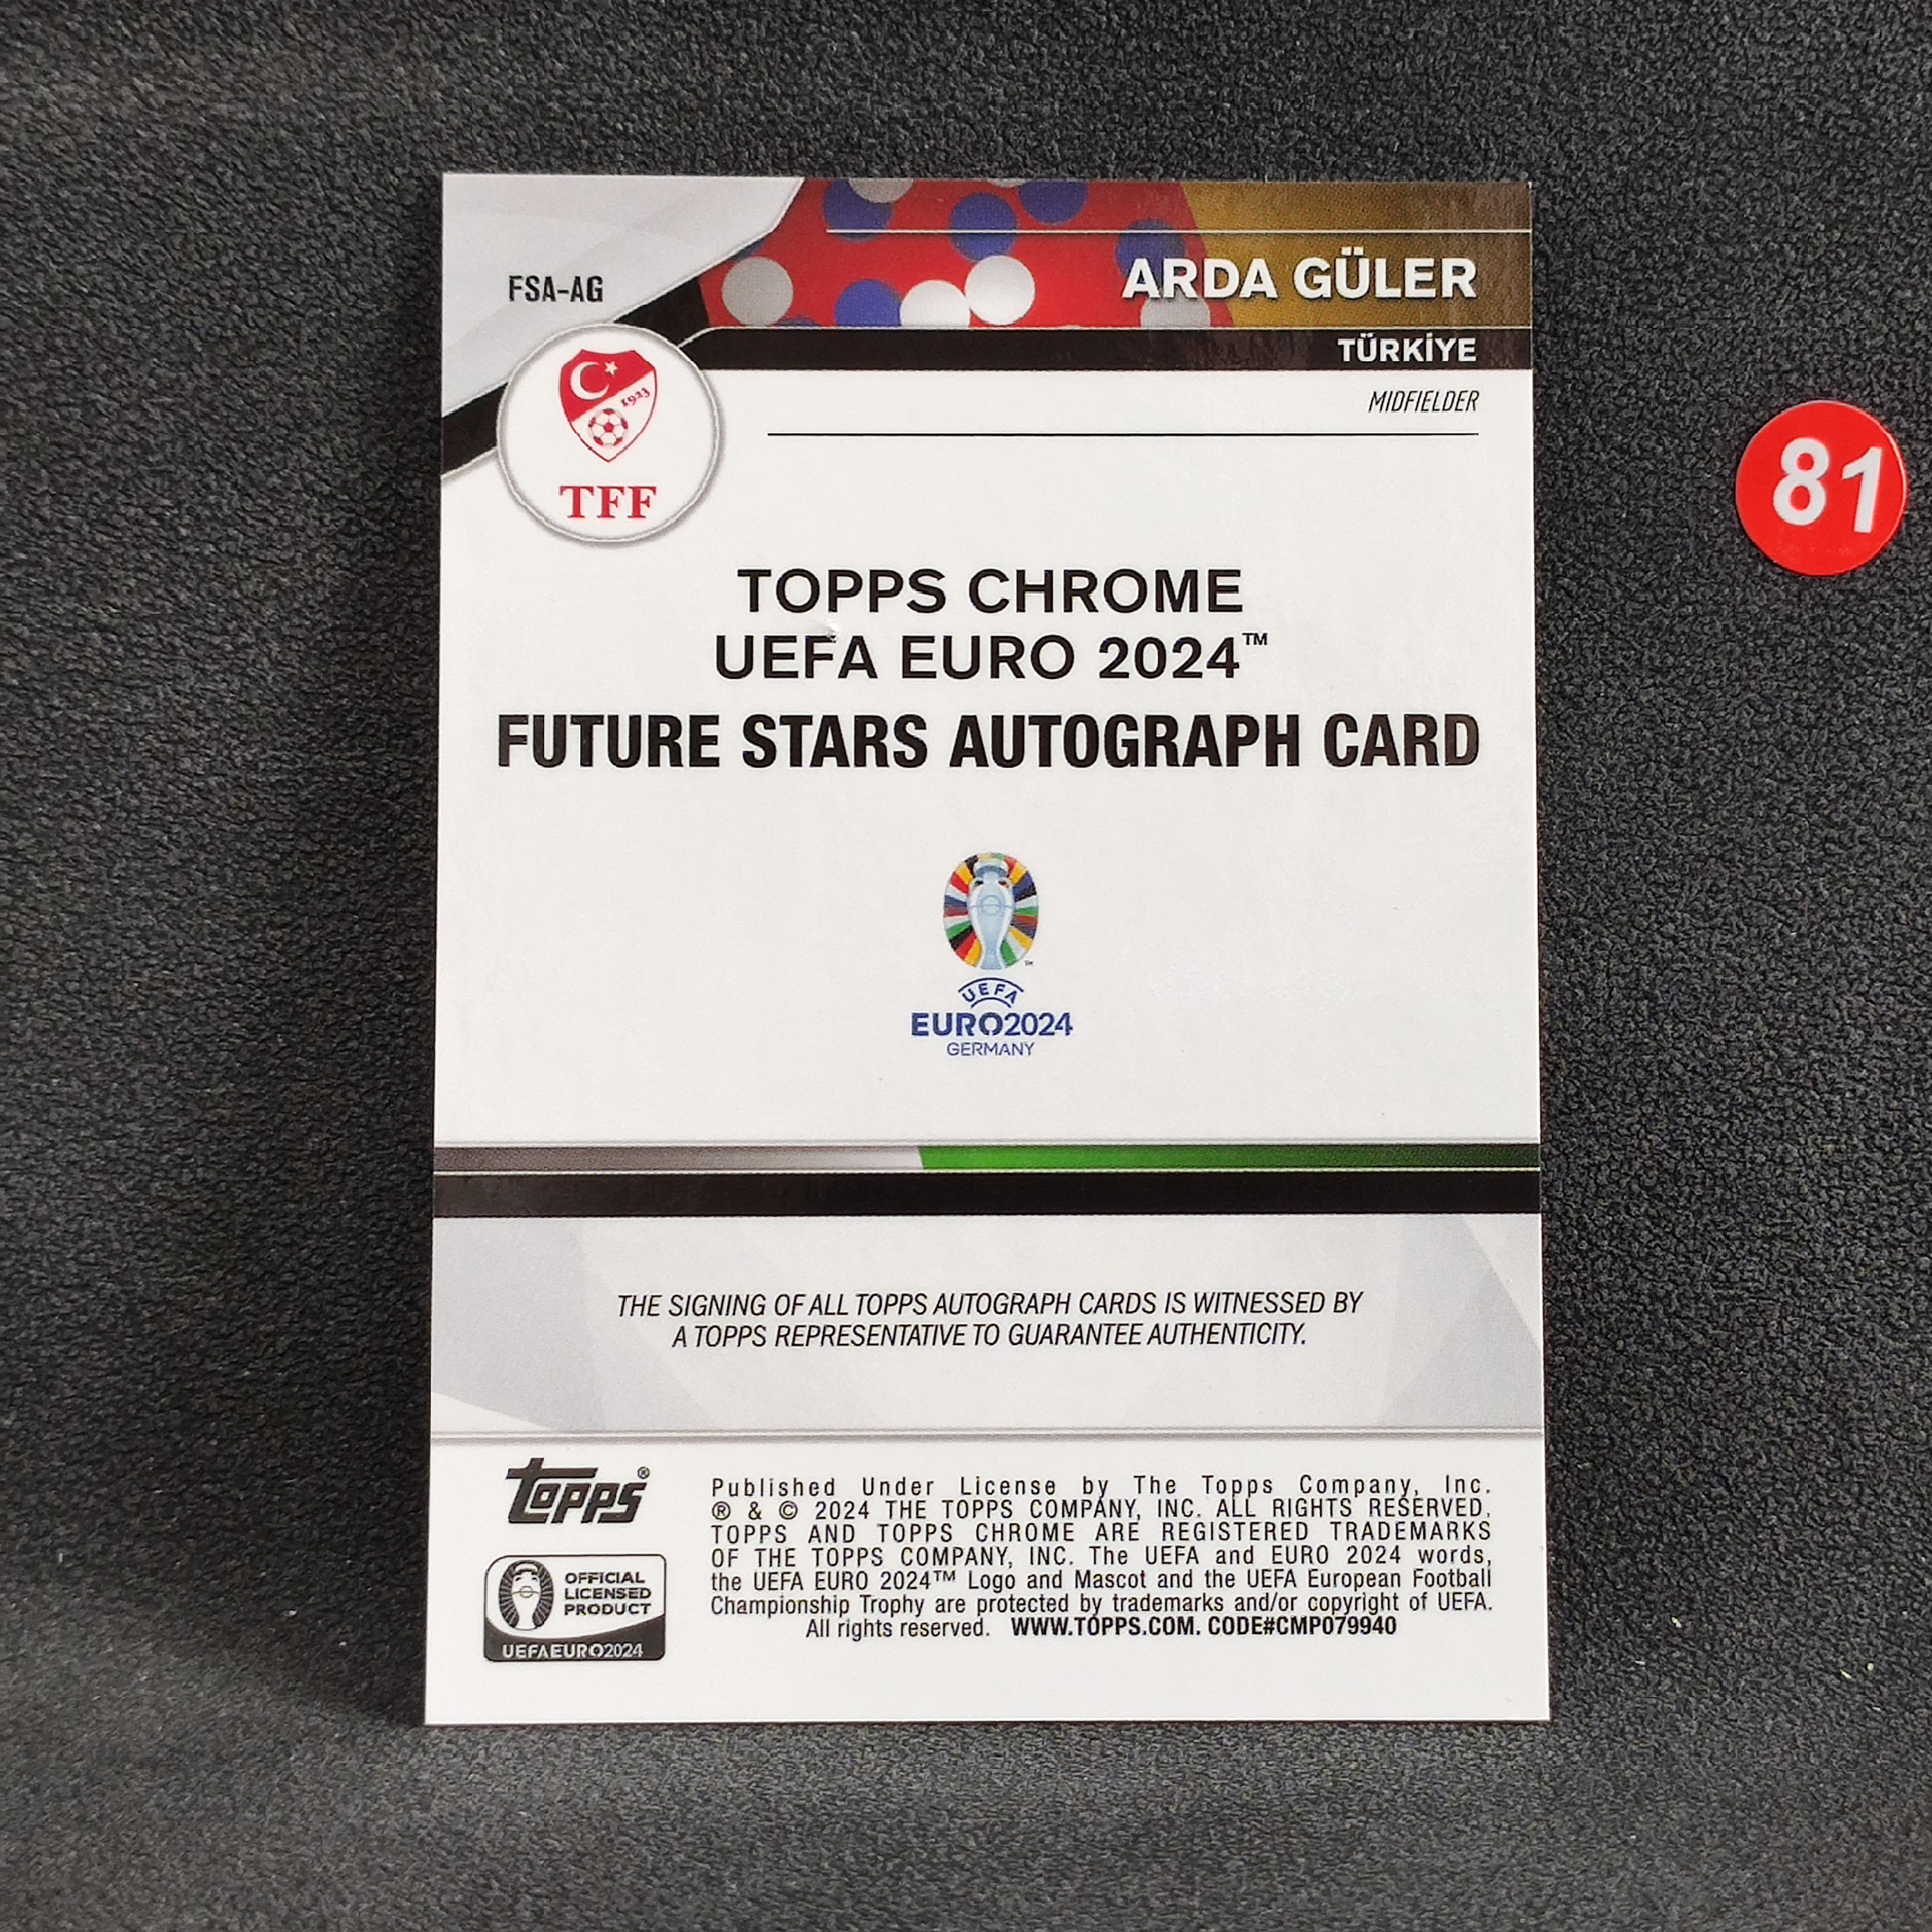 FSA-AG
ARDA GÜLER
TÜRKİYE
MIDFIELDER
1923
TFF
81
TOPPS CHROME
UEFA EURO 2024™
FUTURE STARS AUTOGRAPH CARD
™
UEFA
EURO2024
GERMANY
THE SIGNING OF ALL TOPPS AUTOGRAPH CARDS IS WITNESSED BY
A TOPPS REPRESENTATIVE TO GUARANTEE AUTHENTICITY.
topps®
OFFICIAL
LICENSED
PRODUCT
UEFA EURO2024
Published Under License by The Topps Company, Inc.
® & © 2024 THE TOPPS COMPANY, INC. ALL RIGHTS RESERVED.
TOPPS AND TOPPS CHROME ARE REGISTERED TRADEMARKS
OF THE TOPPS COMPANY, INC. The UEFA and EURO 2024 words,
the UEFA EURO 2024™ Logo and Mascot and the UEFA European Football
Championship Trophy are protected by trademarks and/or copyright of UEFA.
All rights reserved. WWW.TOPPS.COM. CODE#CMP079940